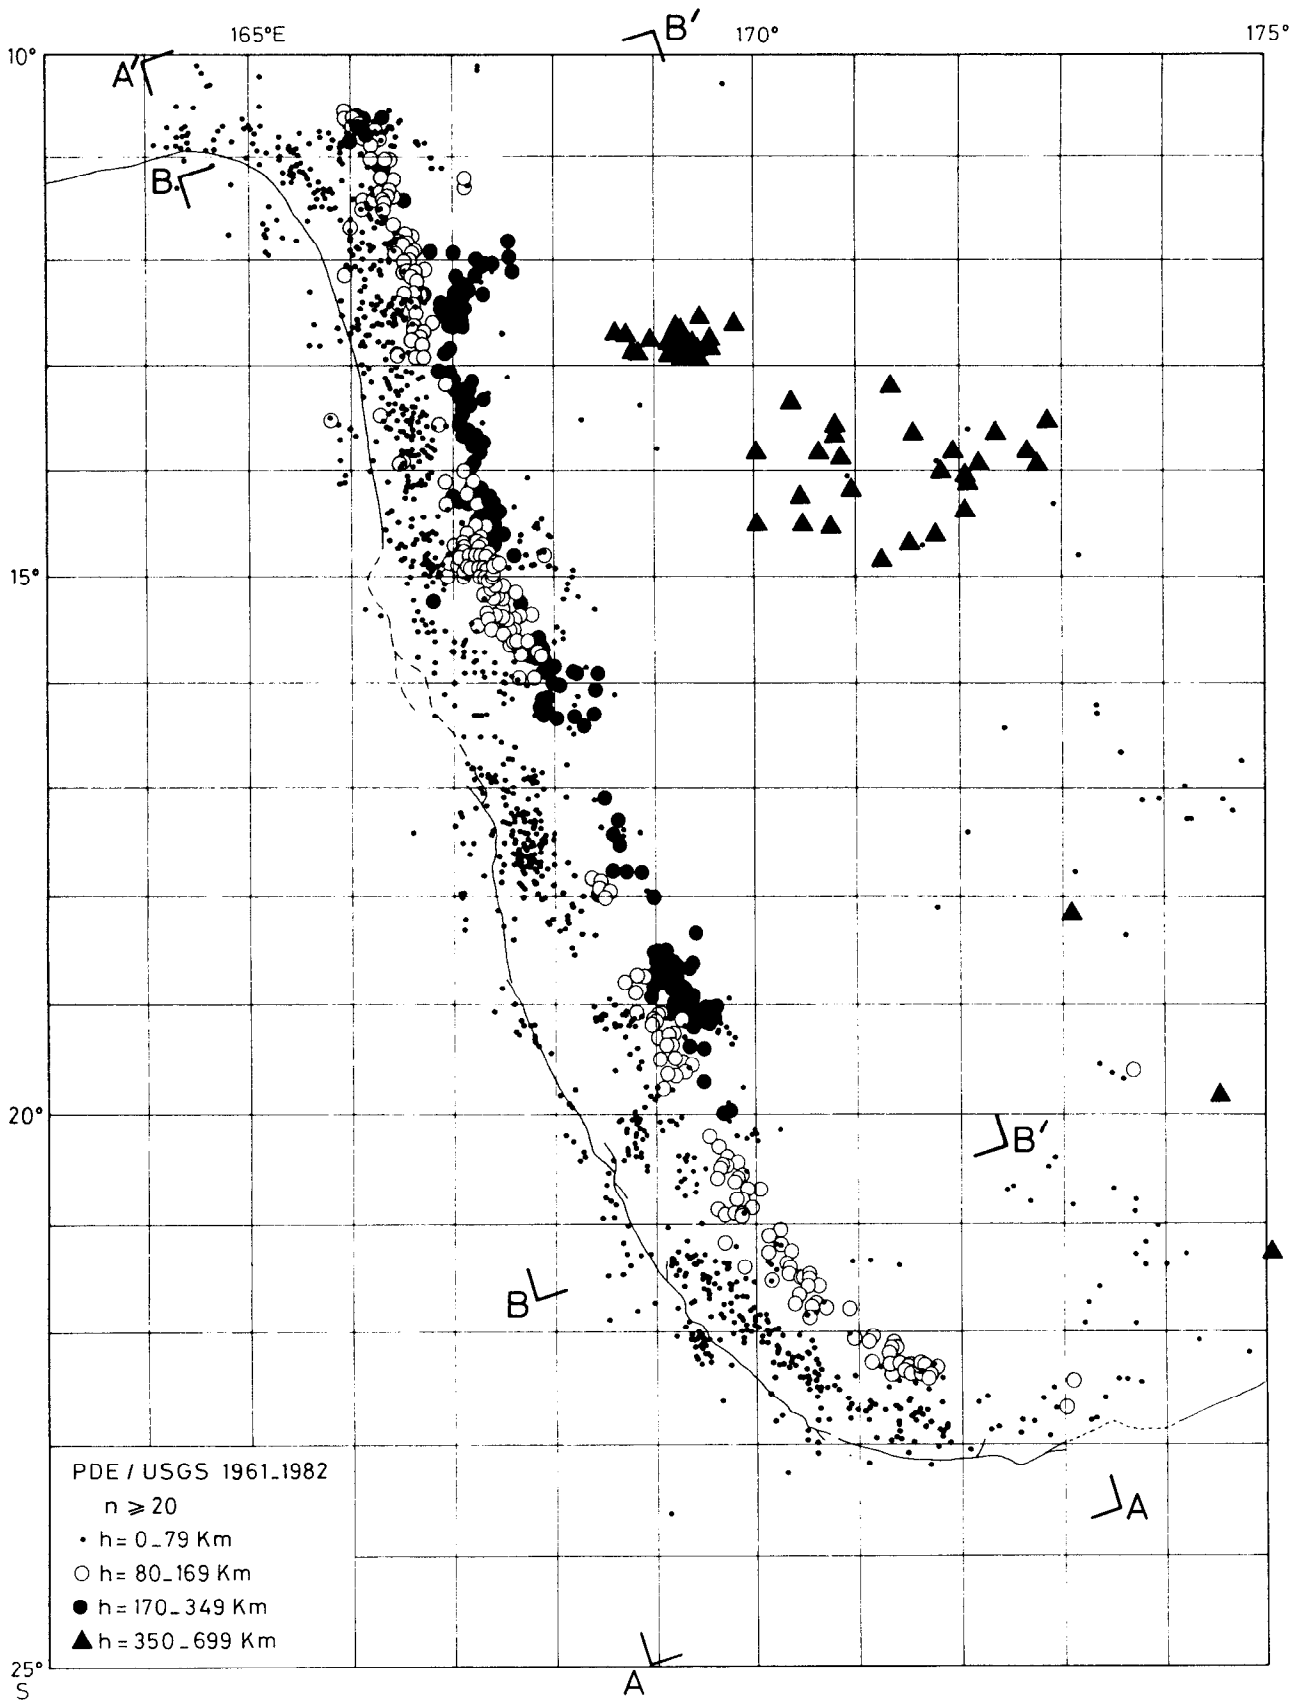 165°E
B'
170°
175°
10°
A'
B
15°
20°
B'
B
PDE / USGS 1961_1982
n ⩾ 20
h = 0_79 Km
h = 80_169 Km
h = 170_349 Km
h = 350_699 Km
A
25°
S
A